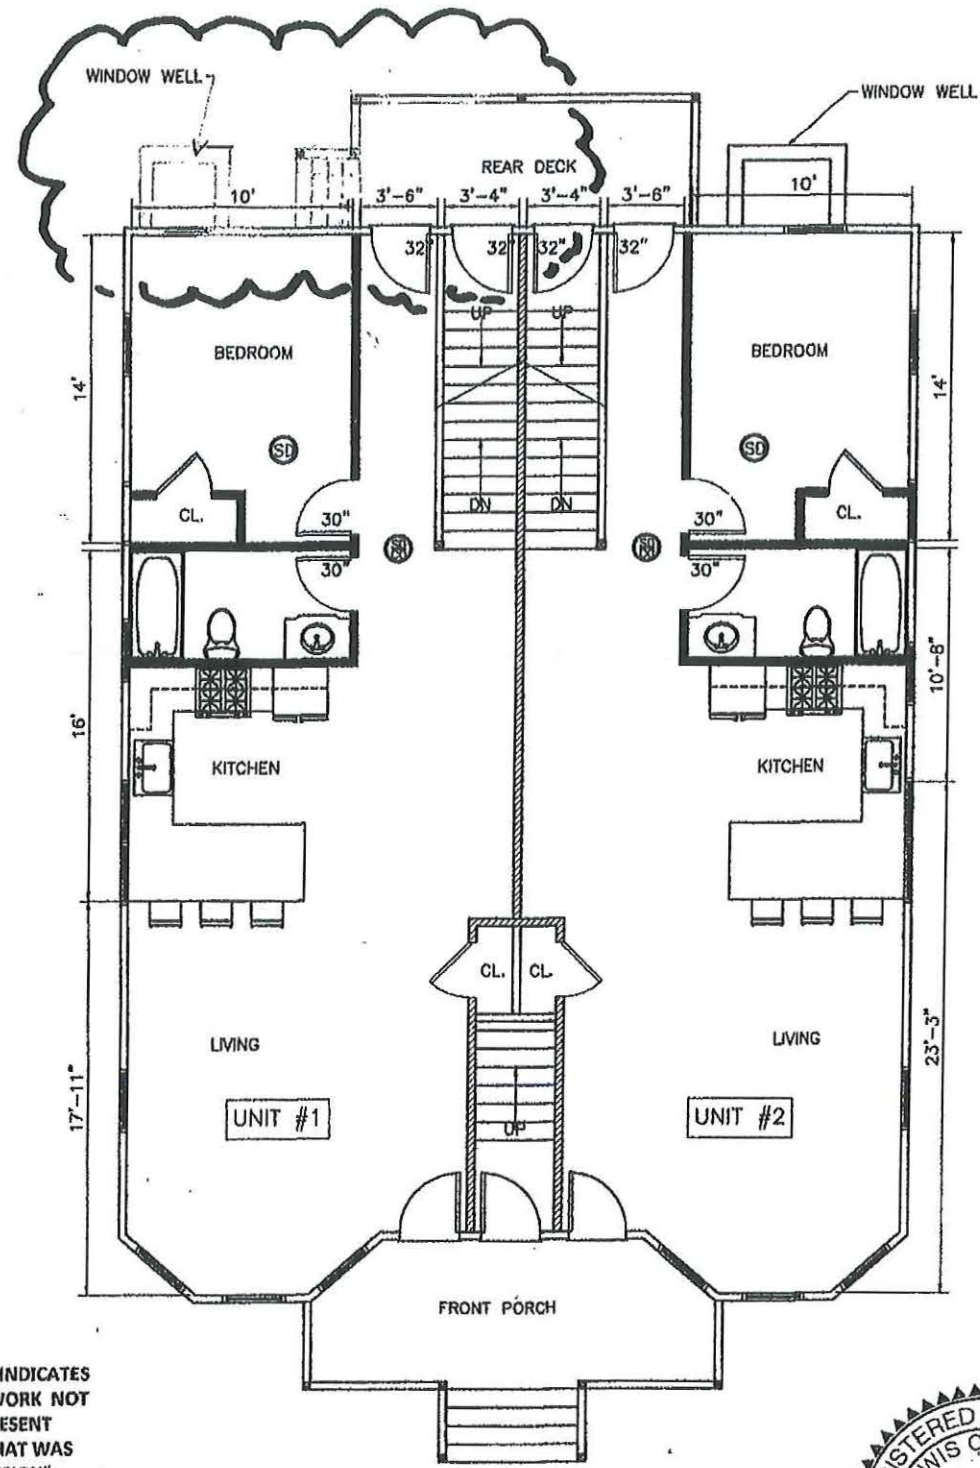 WINDOW WELL
WINDOW WELL
REAR DECK
10'
3'-6"
3'-4"
3'-4"
3'-6"
10'
32"
32"
32"
32"
UP
UP
BEDROOM
BEDROOM
14'
14'
SD
SD
DN
DN
CL.
CL.
30"
30"
30"
30"
16'
10'-8"
KITCHEN
KITCHEN
CL.
CL.
LIVING
LIVING
17'-11"
23'-3"
UNIT #1
UNIT #2
UP
FRONT PORCH
INDICATES
WORK NOT
ESENT
HAT WAS